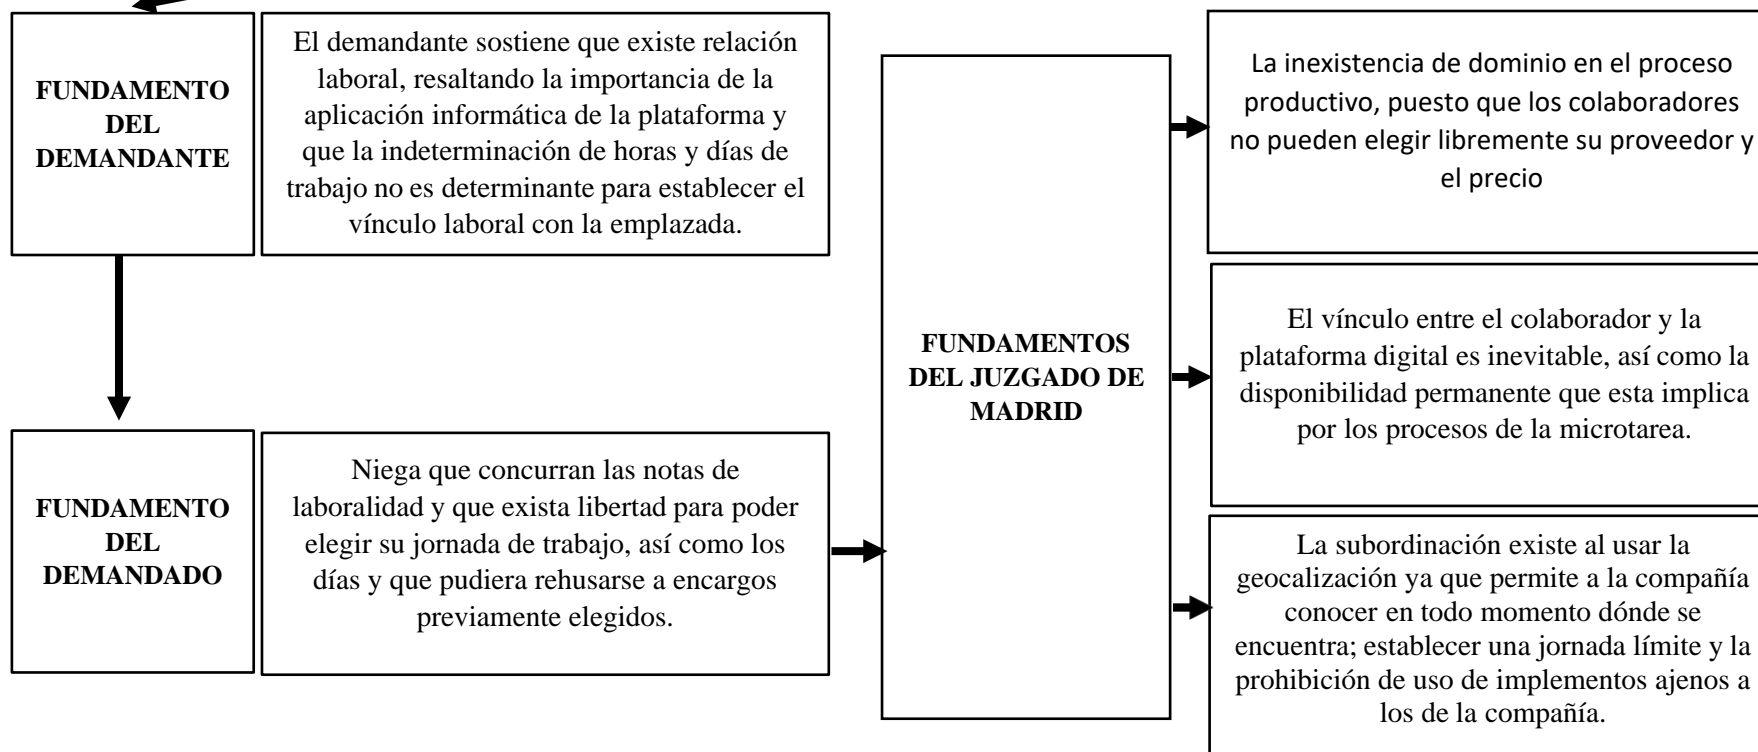 FUNDAMENTO
DEL
DEMANDANTE
El demandante sostiene que existe relación
laboral, resaltando la importancia de la
aplicación informática de la plataforma y
que la indeterminación de horas y días de
trabajo no es determinante para establecer el
vínculo laboral con la emplazada.
FUNDAMENTO
DEL
DEMANDADO
Niega que concurran las notas de
laboralidad y que exista libertad para poder
elegir su jornada de trabajo, así como los
días y que pudiera rehusarse a encargos
previamente elegidos.
FUNDAMENTOS
DEL JUZGADO DE
MADRID
La inexistencia de dominio en el proceso
productivo, puesto que los colaboradores
no pueden elegir libremente su proveedor y
el precio
El vínculo entre el colaborador y la
plataforma digital es inevitable, así como la
disponibilidad permanente que esta implica
por los procesos de la microtarea.
La subordinación existe al usar la
geocalización ya que permite a la compañía
conocer en todo momento dónde se
encuentra; establecer una jornada límite y la
prohibición de uso de implementos ajenos a
los de la compañía.